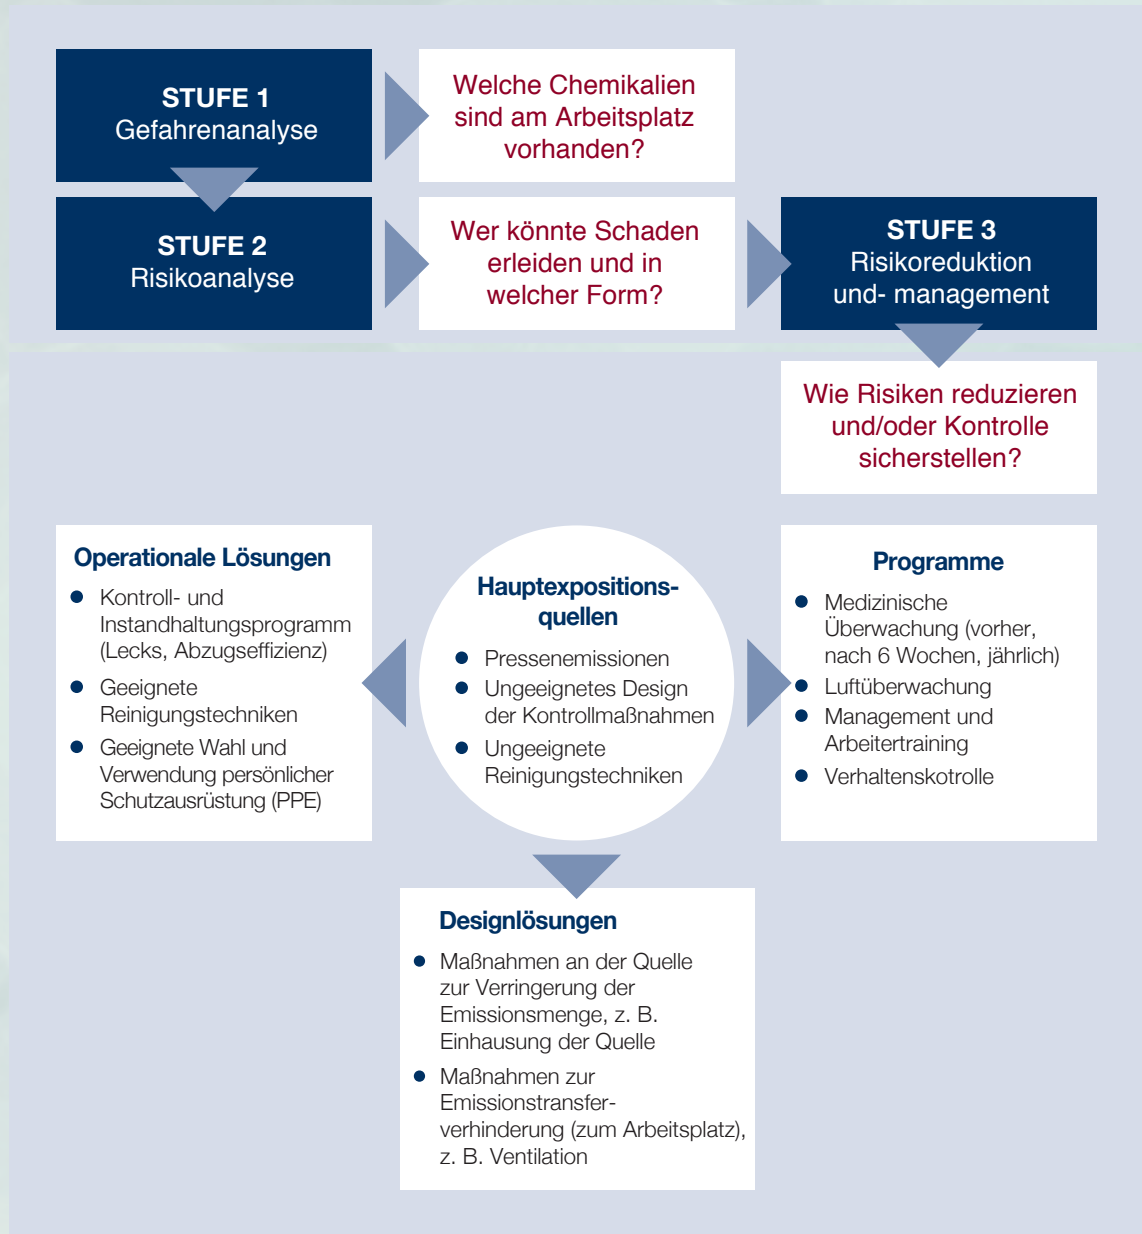 STUFE 1
Gefahrenanalyse
Welche Chemikalien
sind am Arbeitsplatz
vorhanden?
STUFE 2
Risikoanalyse
Wer könnte Schaden
erleiden und in
welcher Form?
STUFE 3
Risikoreduktion
und- management
Wie Risiken reduzieren
und/oder Kontrolle
sicherstellen?
Operationale Lösungen
● Kontroll- und
Instandhaltungsprogramm
(Lecks, Abzugseffizienz)
● Geeignete
Reinigungstechniken
● Geeignete Wahl und
Verwendung persönlicher
Schutzausrüstung (PPE)
Hauptexpositions-
quellen
● Pressenemissionen
● Ungeeignetes Design
der Kontrollmaßnahmen
● Ungeeignete
Reinigungstechniken
Programme
● Medizinische
Überwachung (vorher,
nach 6 Wochen, jährlich)
● Luftüberwachung
● Management und
Arbeitertraining
● Verhaltenskotrolle
Designlösungen
● Maßnahmen an der Quelle
zur Verringerung der
Emissionsmenge, z. B.
Einhausung der Quelle
● Maßnahmen zur
Emissionstransfer-
verhinderung (zum Arbeitsplatz),
z. B. Ventilation